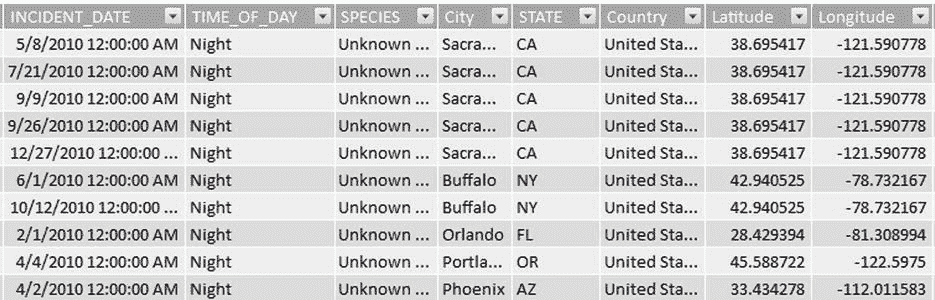 INCIDENT_DATE TIME_OF_DAY SPECIES City STATE Country Latitude Longitude
5/8/2010 12:00:00 AM Night Unknown ... Sacra... CA United Sta... 38.695417 -121.590778
7/21/2010 12:00:00 AM Night Unknown ... Sacra... CA United Sta... 38.695417 -121.590778
9/9/2010 12:00:00 AM Night Unknown ... Sacra... CA United Sta... 38.695417 -121.590778
9/26/2010 12:00:00 AM Night Unknown ... Sacra... CA United Sta... 38.695417 -121.590778
12/27/2010 12:00:00 ... Night Unknown ... Sacra... CA United Sta... 38.695417 -121.590778
6/1/2010 12:00:00 AM Night Unknown ... Buffalo NY United Sta... 42.940525 -78.732167
10/12/2010 12:00:00 ... Night Unknown ... Buffalo NY United Sta... 42.940525 -78.732167
2/1/2010 12:00:00 AM Night Unknown ... Orlando FL United Sta... 28.429394 -81.308994
4/4/2010 12:00:00 AM Night Unknown ... Portla... OR United Sta... 45.588722 -122.5975
4/2/2010 12:00:00 AM Night Unknown ... Phoenix AZ United Sta... 33.434278 -112.011583